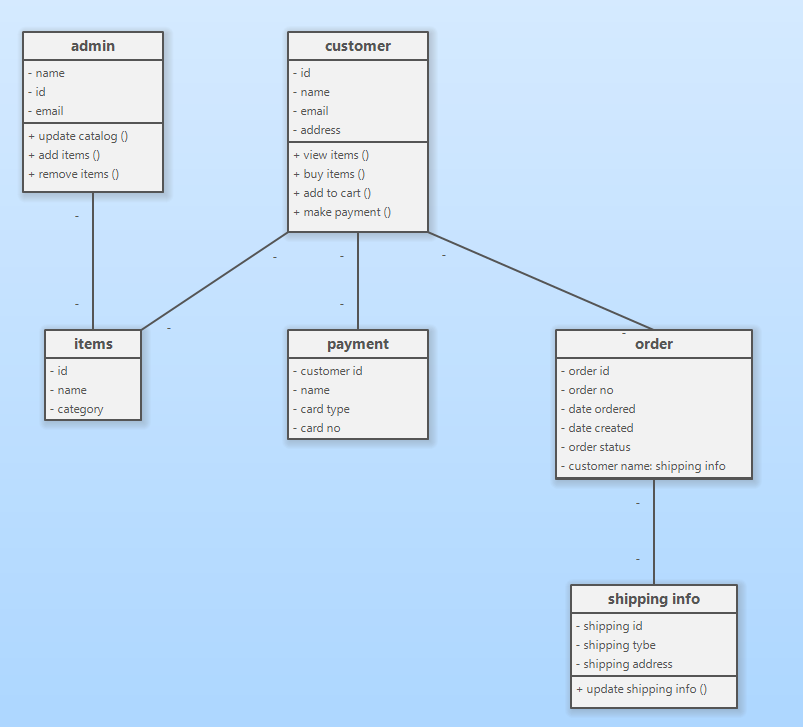 admin
- name
- id
- email
+ update catalog ()
+ add items ()
+ remove items ()
customer
- id
- name
- email
- address
+ view items ()
+ buy items ()
+ add to cart ()
+ make payment ()
-
-
-
-
-
-
-
-
items
- id
- name
- category
payment
- customer id
- name
- card type
- card no
order
- order id
- order no
- date ordered
- date created
- order status
- customer name: shipping info
-
-
shipping info
- shipping id
- shipping tybe
- shipping address
+ update shipping info ()